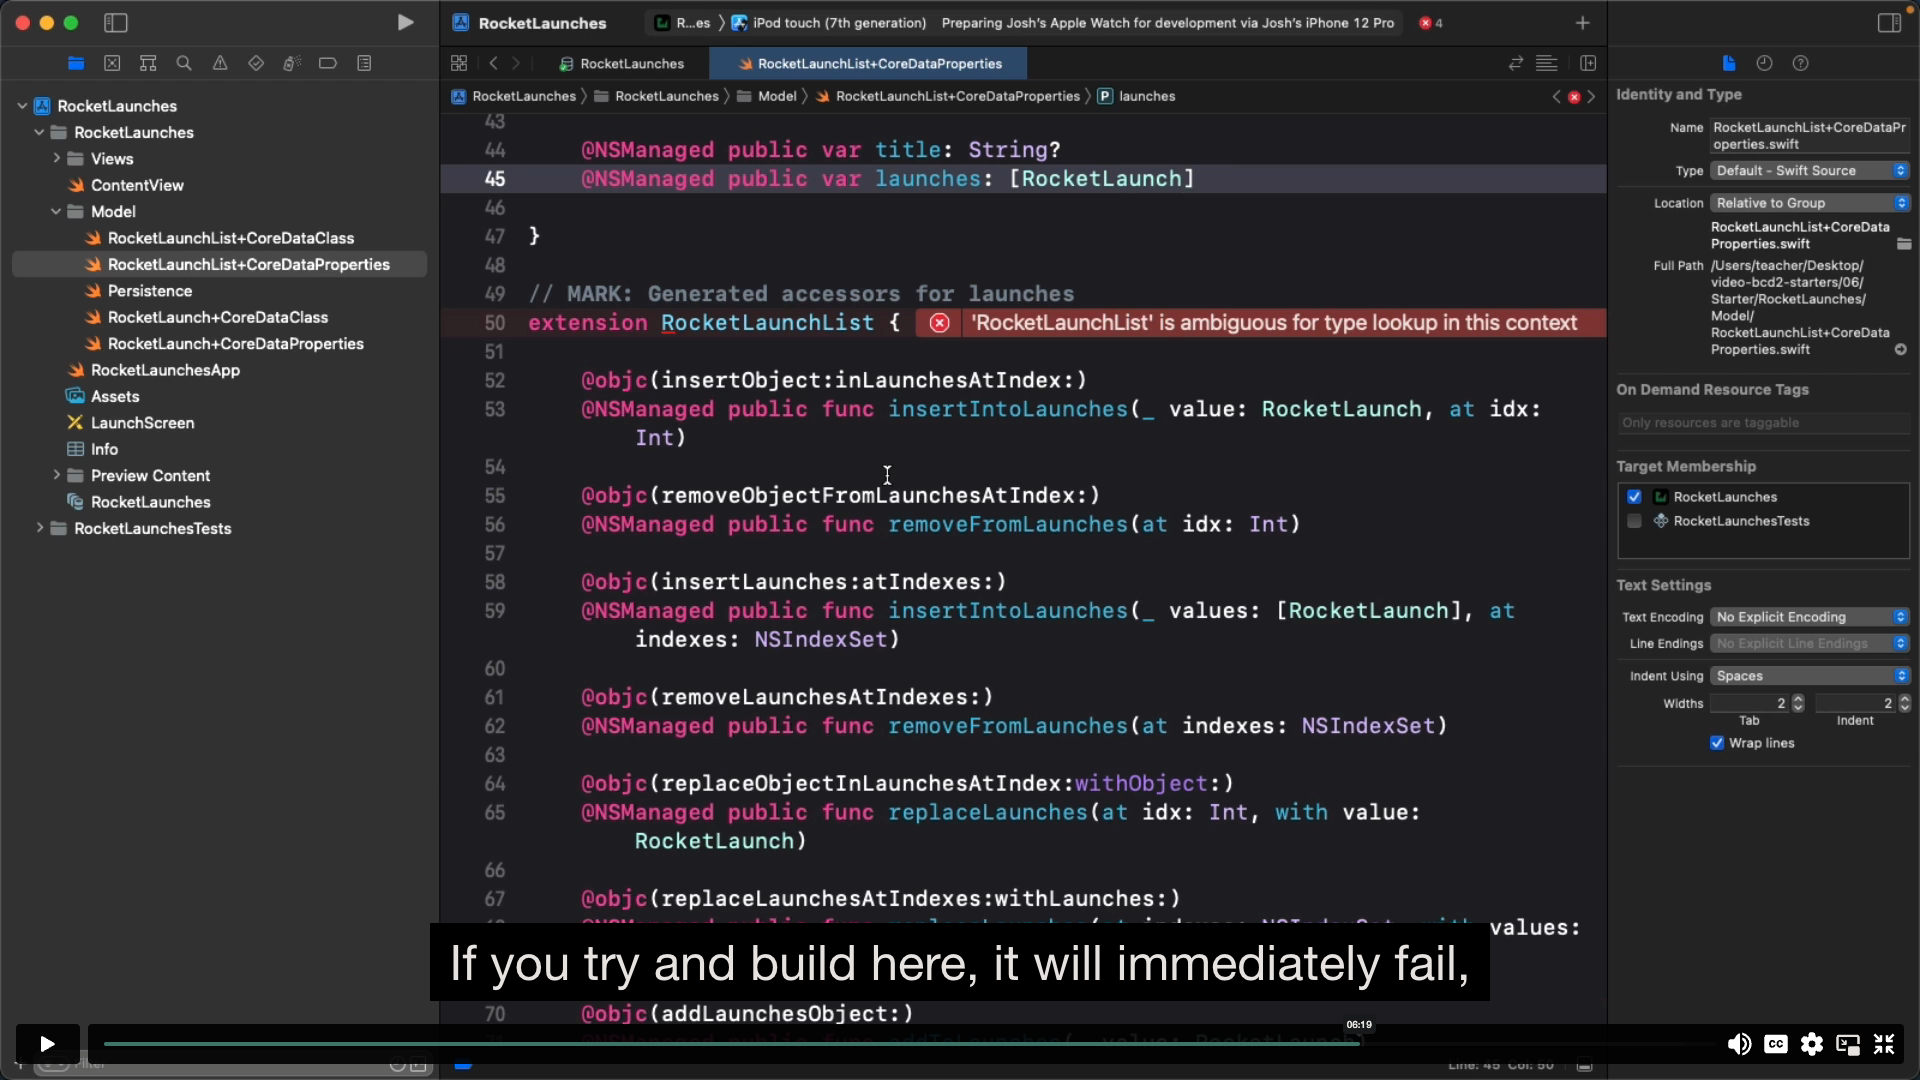 RocketLaunches
R...es
iPod touch (7th generation)
Preparing Josh's Apple Watch for development via Josh's iPhone 12 Pro
4
RocketLaunches
RocketLaunches
Views
ContentView
Model
RocketLaunchList+CoreDataClass
RocketLaunchList+CoreDataProperties
Persistence
RocketLaunch+CoreDataClass
RocketLaunch+CoreDataProperties
RocketLaunchesApp
Assets
LaunchScreen
Info
Preview Content
RocketLaunches
RocketLaunchesTests
Filter
RocketLaunches
RocketLaunchList+CoreDataProperties
RocketLaunches
RocketLaunches
Model
RocketLaunchList+CoreDataProperties
P launches
43
44 @NSManaged public var title: String?
45 @NSManaged public var launches: [RocketLaunch]
46
47 }
48
49 // MARK: Generated accessors for launches
50 extension RocketLaunchList { 'RocketLaunchList' is ambiguous for type lookup in this context
51
52 @objc(insertObject:inLaunchesAtIndex:)
53 @NSManaged public func insertIntoLaunches(_ value: RocketLaunch, at idx:
Int)
54
55 @objc(removeObjectFromLaunchesAtIndex:)
56 @NSManaged public func removeFromLaunches(at idx: Int)
57
58 @objc(insertLaunches:atIndexes:)
59 @NSManaged public func insertIntoLaunches(_ values: [RocketLaunch], at
indexes: NSIndexSet)
60
61 @objc(removeLaunchesAtIndexes:)
62 @NSManaged public func removeFromLaunches(at indexes: NSIndexSet)
63
64 @objc(replaceObjectInLaunchesAtIndex:withObject:)
65 @NSManaged public func replaceLaunches(at idx: Int, with value:
RocketLaunch)
66
67 @objc(replaceLaunchesAtIndexes:withLaunches:)
values:
If you try and build here, it will immediately fail,
70 @objc(addLaunchesObject:)
06:19
CC
Line: 45 Col: 50
Identity and Type
Name RocketLaunchList+CoreDataPr
operties.swift
Type Default - Swift Source
Location Relative to Group
RocketLaunchList+CoreData
Properties.swift
Full Path /Users/teacher/Desktop/
video-bcd2-starters/06/
Starter/RocketLaunches/
Model/
RocketLaunchList+CoreData
Properties.swift
On Demand Resource Tags
Only resources are taggable
Target Membership
RocketLaunches
RocketLaunchesTests
Text Settings
Text Encoding No Explicit Encoding
Line Endings No Explicit Line Endings
Indent Using Spaces
Widths 2 2
Tab Indent
Wrap lines